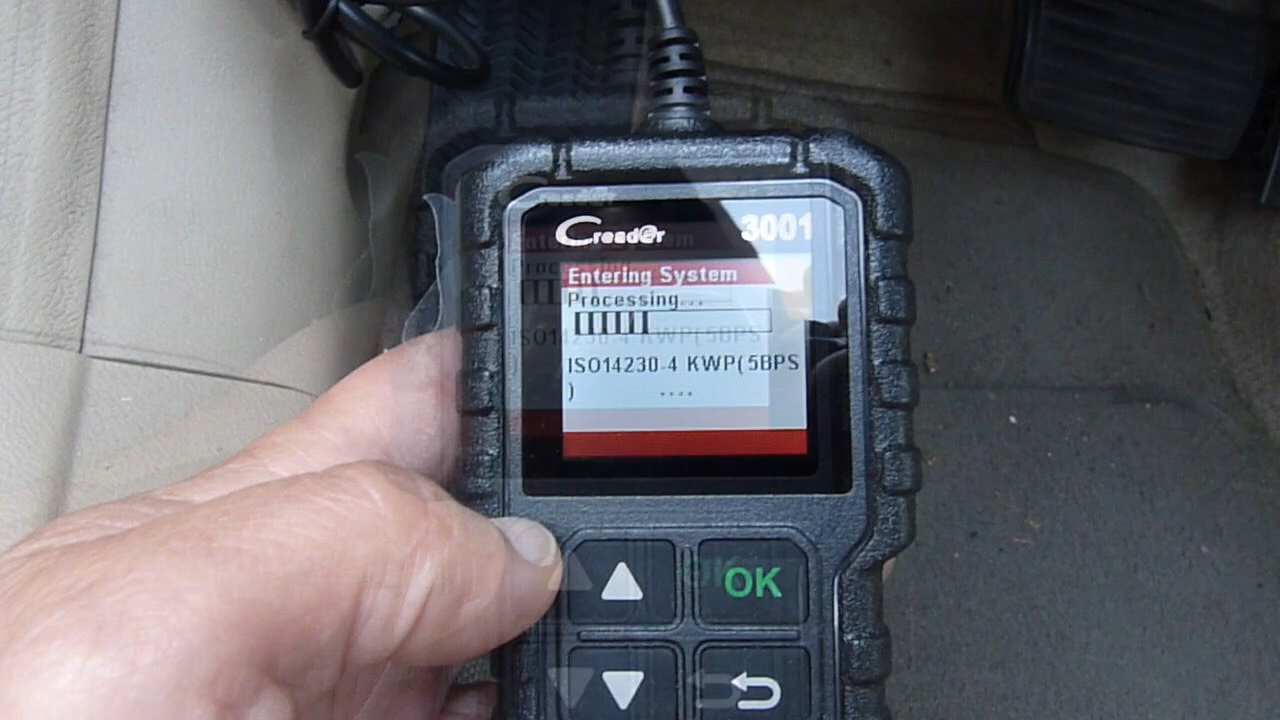 Creader 3001
Entering System
Processing...
ISO14230-4 KWP(5BPS
) ....
OK